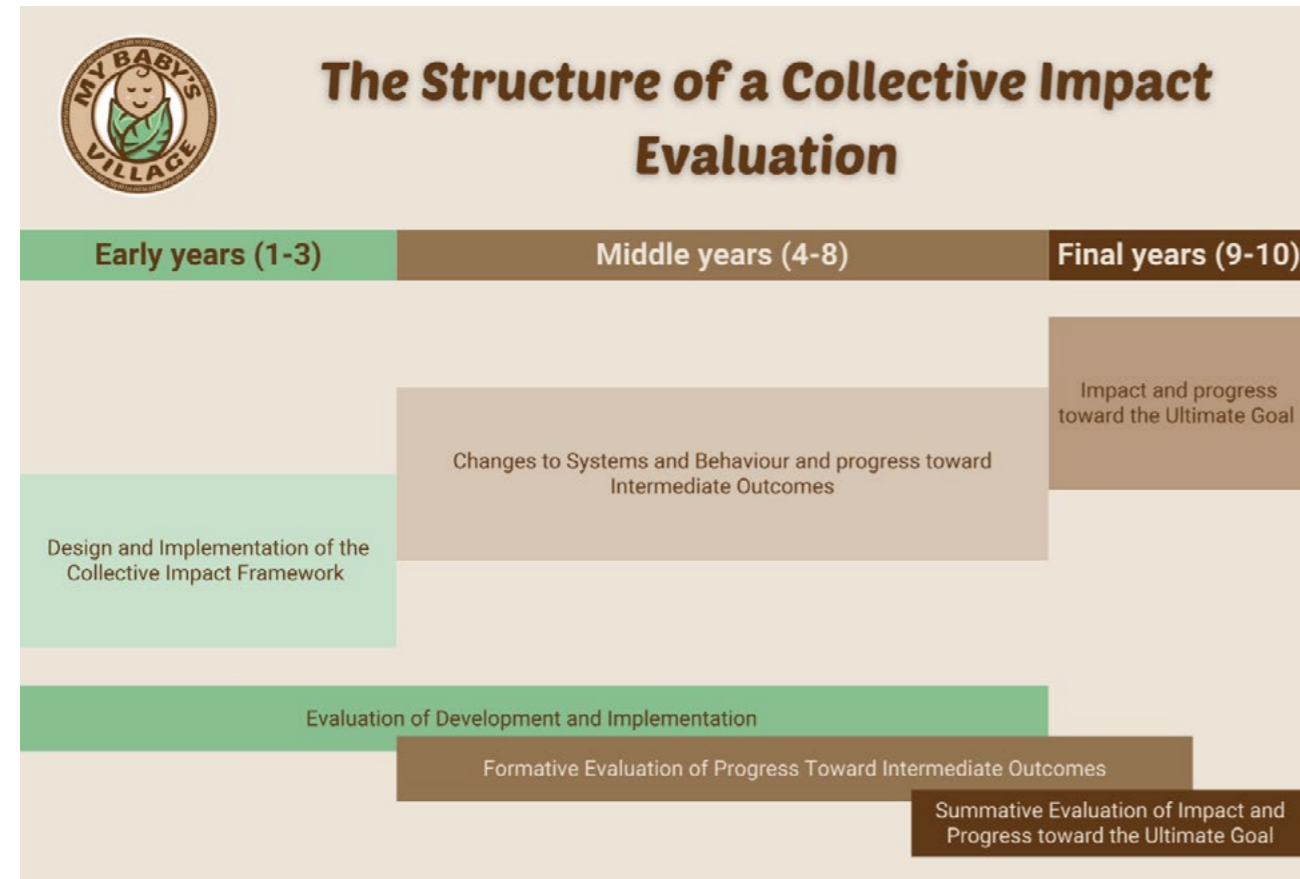 MY BABY'S
VILLAGE
The Structure of a Collective Impact
Evaluation
Early years (1-3)
Middle years (4-8)
Final years (9-10)
Impact and progress
toward the Ultimate Goal
Changes to Systems and Behaviour and progress toward
Intermediate Outcomes
Design and Implementation of the
Collective Impact Framework
Evaluation of Development and Implementation
Formative Evaluation of Progress Toward Intermediate Outcomes
Summative Evaluation of Impact and
Progress toward the Ultimate Goal